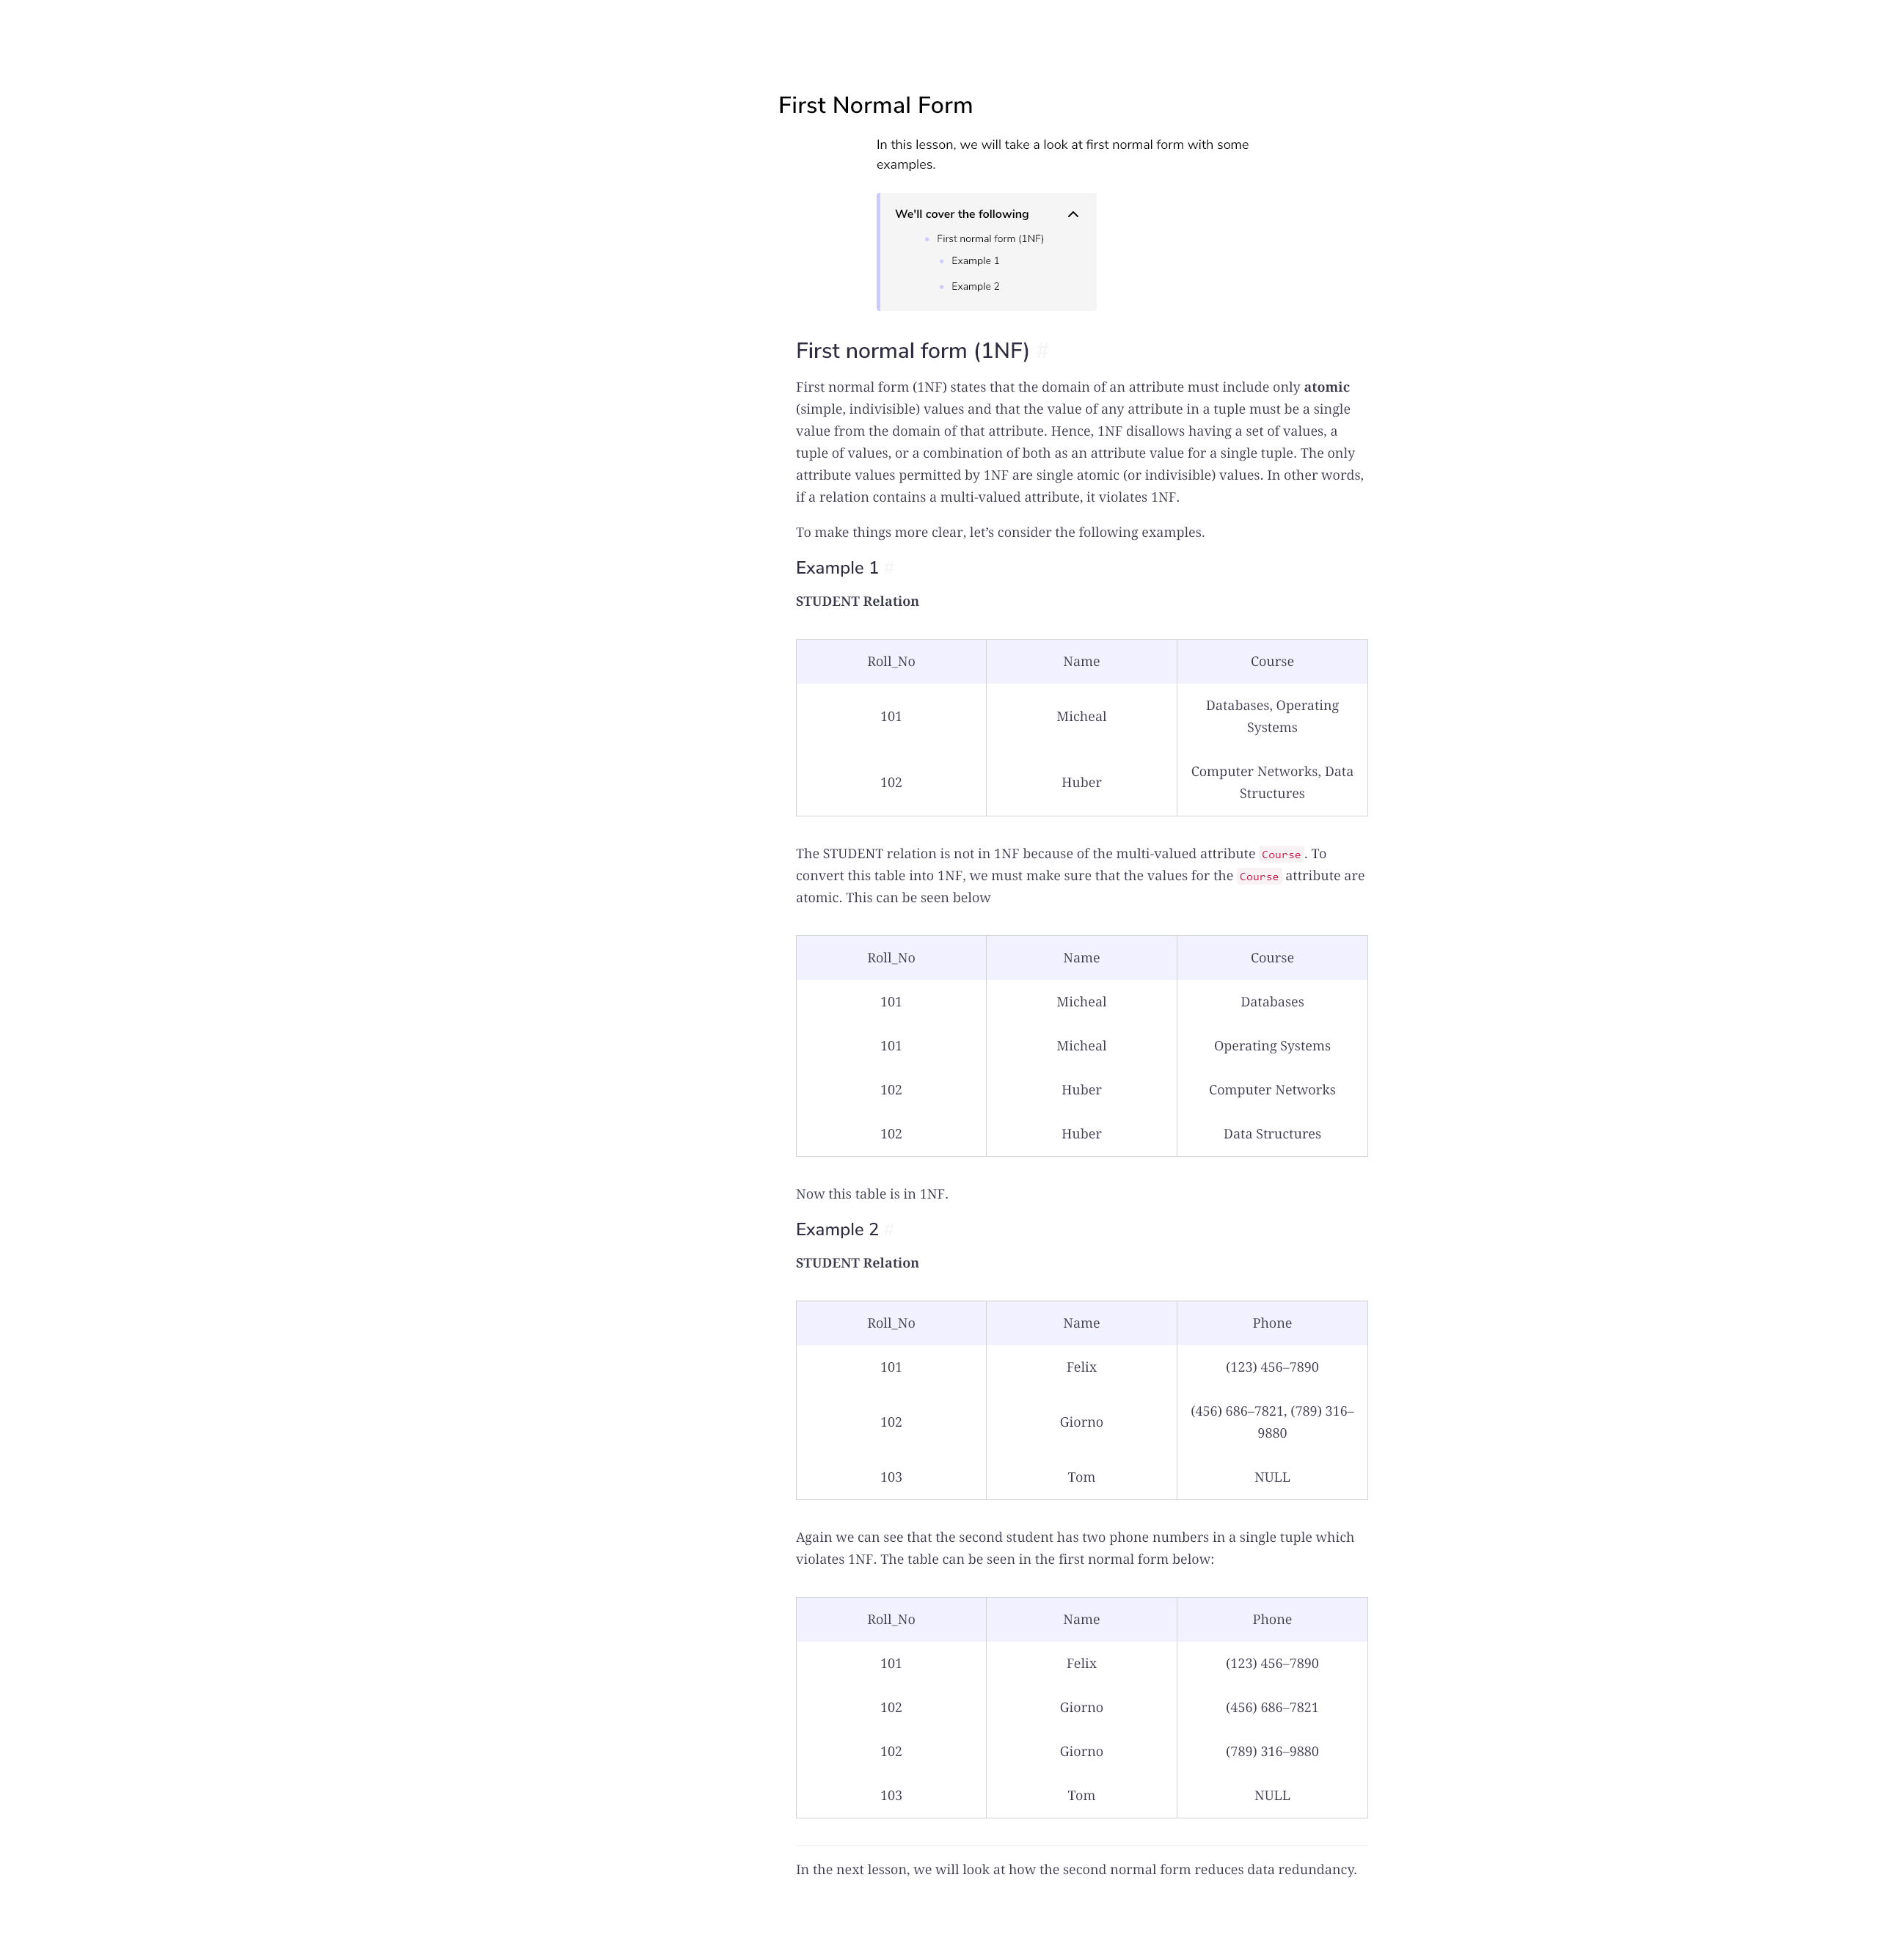 First Normal Form
In this lesson, we will take a look at first normal form with some
examples.
We'll cover the following
First normal form (1NF)
Example 1
Example 2
First normal form (1NF) #
First normal form (1NF) states that the domain of an attribute must include only atomic
(simple, indivisible) values and that the value of any attribute in a tuple must be a single
value from the domain of that attribute. Hence, 1NF disallows having a set of values, a
tuple of values, or a combination of both as an attribute value for a single tuple. The only
attribute values permitted by 1NF are single atomic (or indivisible) values. In other words,
if a relation contains a multi-valued attribute, it violates 1NF.
To make things more clear, let’s consider the following examples.
Example 1 #
STUDENT Relation
Roll_No Name Course
101 Micheal Databases, Operating
Systems
102 Huber Computer Networks, Data
Structures
The STUDENT relation is not in 1NF because of the multi-valued attribute Course. To
convert this table into 1NF, we must make sure that the values for the Course attribute are
atomic. This can be seen below
Roll_No Name Course
101 Micheal Databases
101 Micheal Operating Systems
102 Huber Computer Networks
102 Huber Data Structures
Now this table is in 1NF.
Example 2 #
STUDENT Relation
Roll_No Name Phone
101 Felix (123) 456–7890
102 Giorno (456) 686–7821, (789) 316–
9880
103 Tom NULL
Again we can see that the second student has two phone numbers in a single tuple which
violates 1NF. The table can be seen in the first normal form below:
Roll_No Name Phone
101 Felix (123) 456–7890
102 Giorno (456) 686–7821
102 Giorno (789) 316–9880
103 Tom NULL
In the next lesson, we will look at how the second normal form reduces data redundancy.